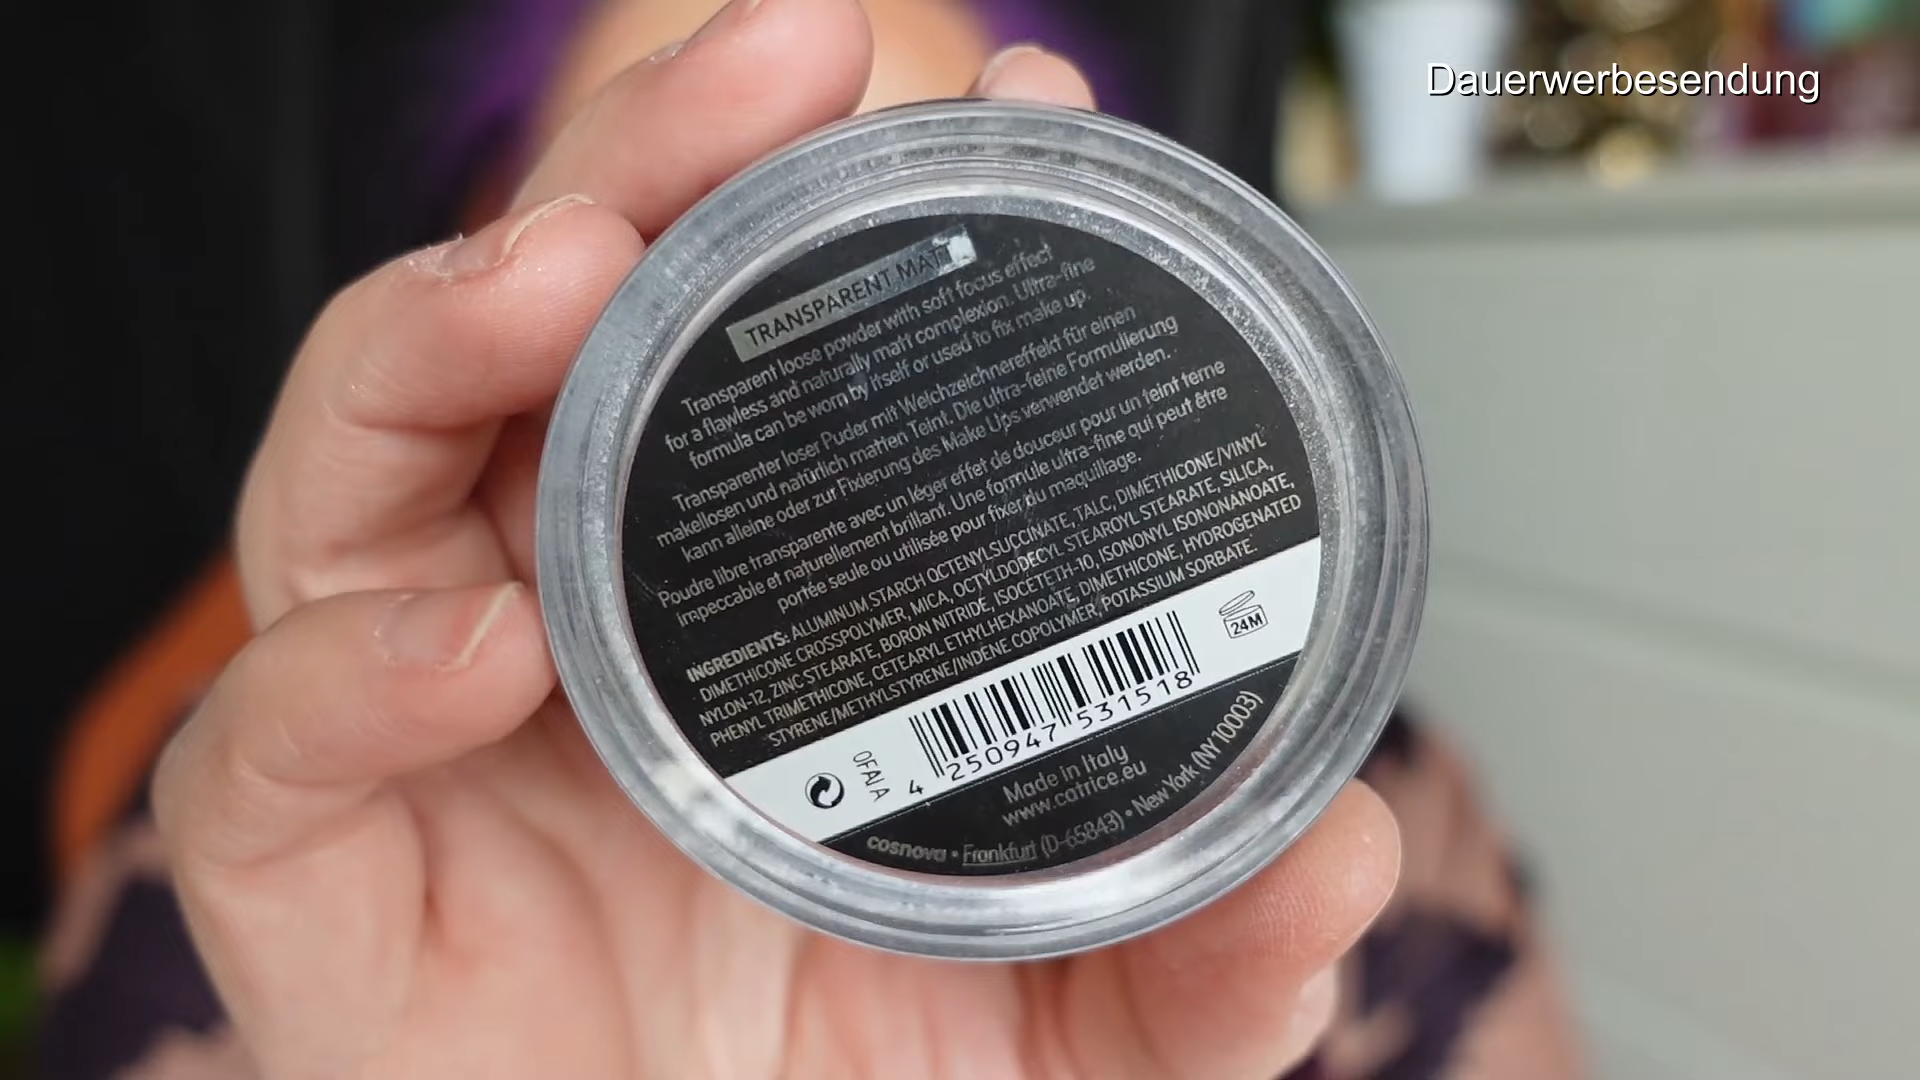 Dauerwerbesendung
TRANSPARENT MATT
Transparent loose powder with soft focus effect
for a flawless and naturally matt complexion. Ultra-fine
formula can be worn by itself or used to fix make up.
Transparenter loser Puder mit Weichzeichnereffekt für einen
makellosen und natürlich matten Teint. Die ultra-feine Formulierung
kann alleine oder zur Fixierung des Make Ups verwendet werden.
Poudre libre transparente avec un léger effet de douceur pour un teint terne
impeccable et naturellement brillant. Une formule ultra-fine qui peut être
portée seule ou utilisée pour fixer du maquillage.
INGREDIENTS: ALUMINUM STARCH OCTENYLSUCCINATE, TALC, DIMETHICONE/VINYL
DIMETHICONE CROSSPOLYMER, MICA, OCTYLDODECYL STEAROYL STEARATE, SILICA,
NYLON-12, ZINC STEARATE, BORON NITRIDE, ISOCETETH-10, ISONONYL ISONONANOATE,
PHENYL TRIMETHICONE, CETEARYL ETHYLHEXANOATE, DIMETHICONE, HYDROGENATED
STYRENE/METHYLSTYRENE/INDENE COPOLYMER, POTASSIUM SORBATE.
24M
4 250947 531518
Made in Italy
www.catrice.eu
cosnova • Frankfurt (D-65843) • New York (NY 10003)